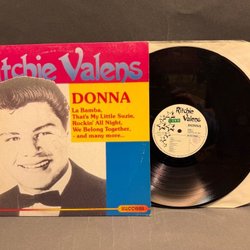 Ritchie Valens
DONNA
La Bamba,
That's My Little Suzie,
Rockin' All Night,
We Belong Together,
- and many more...
Ritchie
Valens
DONNA